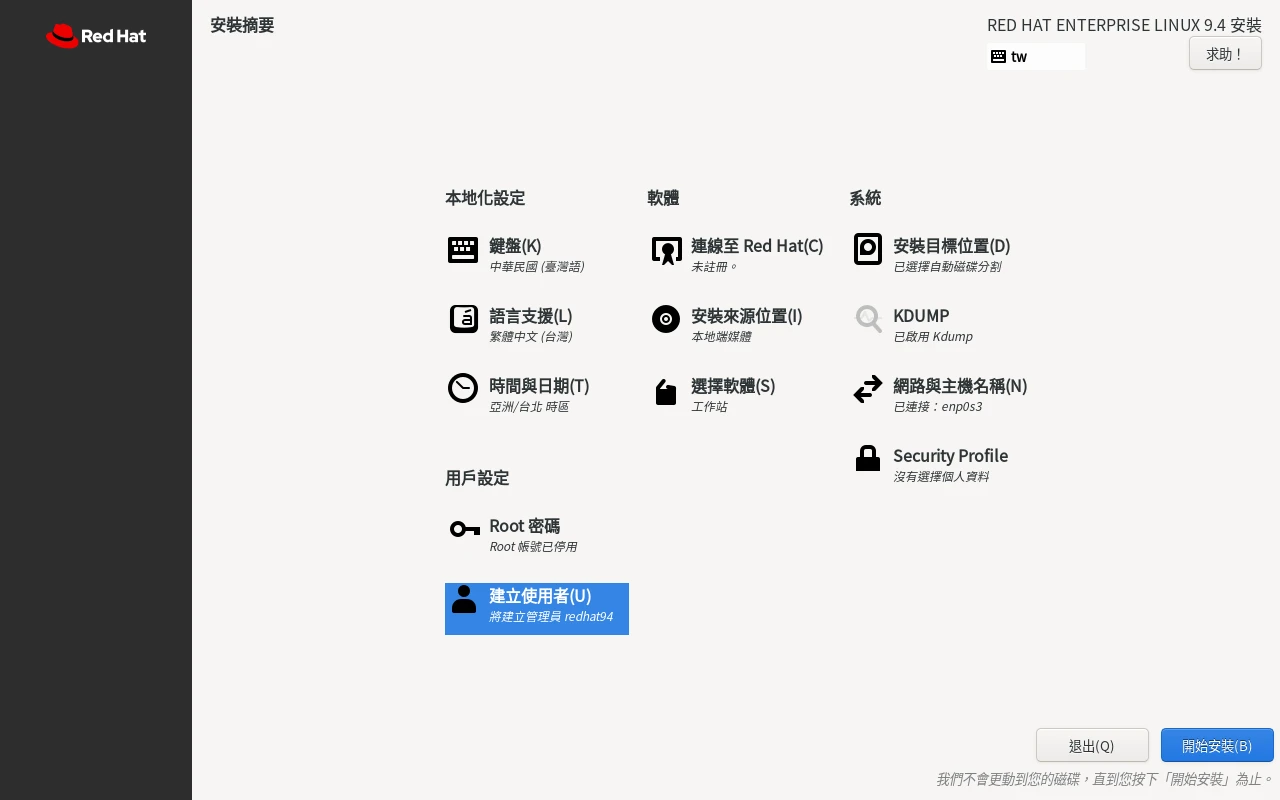 Red Hat
安裝摘要
RED HAT ENTERPRISE LINUX 9.4 安裝
tw
求助！
本地化設定
鍵盤(K)
中華民國 (臺灣語)
語言支援(L)
繁體中文 (台灣)
時間與日期(T)
亞洲/台北 時區
用戶設定
Root 密碼
Root 帳號已停用
建立使用者(U)
將建立管理員 redhat94
軟體
連線至 Red Hat(C)
未註冊。
安裝來源位置(I)
本地端媒體
選擇軟體(S)
工作站
系統
安裝目標位置(D)
已選擇自動磁碟分割
KDUMP
已啟用 Kdump
網路與主機名稱(N)
已連接：enp0s3
Security Profile
沒有選擇個人資料
退出(Q)
開始安裝(B)
我們不會更動到您的磁碟，直到您按下「開始安裝」為止。